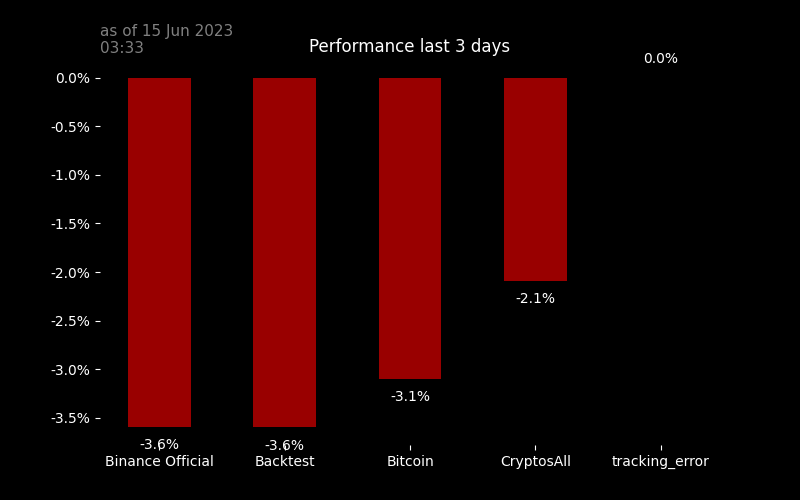 as of 15 Jun 2023
03:33
Performance last 3 days
0.0%
0.0%
-0.5%
-1.0%
-1.5%
-2.0%
-2.5%
-3.0%
-3.5%
-2.1%
-3.1%
-3.6%
-3.6%
Binance Official
Backtest
Bitcoin
CryptosAll
tracking_error